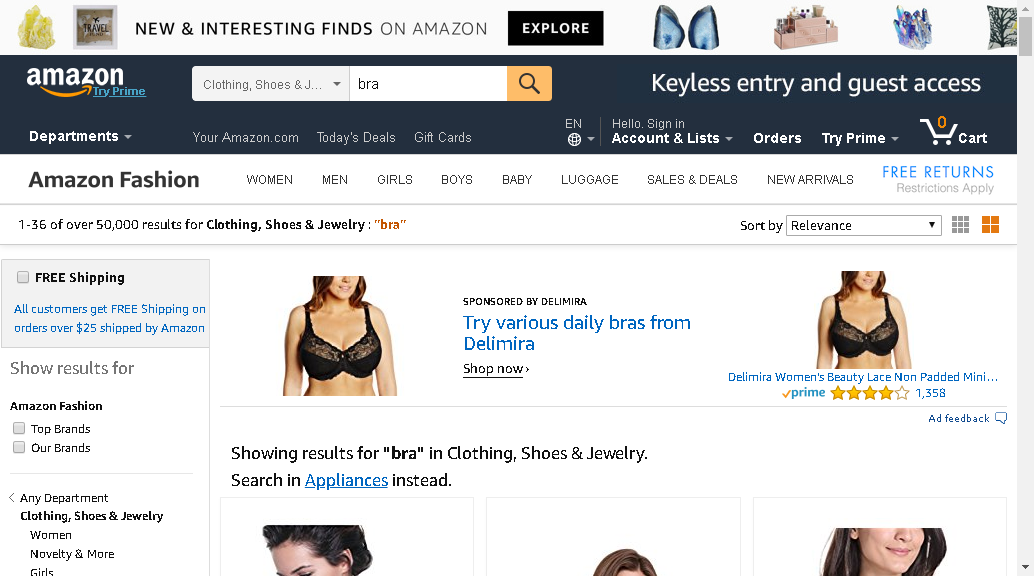 TRAVEL
NEW & INTERESTING FINDS ON AMAZON
EXPLORE
amazon
Try Prime
Clothing, Shoes & J...
bra
Keyless entry and guest access
Departments
Your Amazon.com
Today's Deals
Gift Cards
EN
Hello. Sign in
Account & Lists
Orders
Try Prime
0
Cart
Amazon Fashion
WOMEN
MEN
GIRLS
BOYS
BABY
LUGGAGE
SALES & DEALS
NEW ARRIVALS
FREE RETURNS
Restrictions Apply
1-36 of over 50,000 results for Clothing, Shoes & Jewelry : "bra"
Sort by Relevance
FREE Shipping
All customers get FREE Shipping on
orders over $25 shipped by Amazon
Show results for
Amazon Fashion
Top Brands
Our Brands
Any Department
Clothing, Shoes & Jewelry
Women
Novelty & More
Girls
SPONSORED BY DELIMIRA
Try various daily bras from
Delimira
Shop now ›
Delimira Women's Beauty Lace Non Padded Mini...
prime
1,358
Ad feedback
Showing results for "bra" in Clothing, Shoes & Jewelry.
Search in Appliances instead.